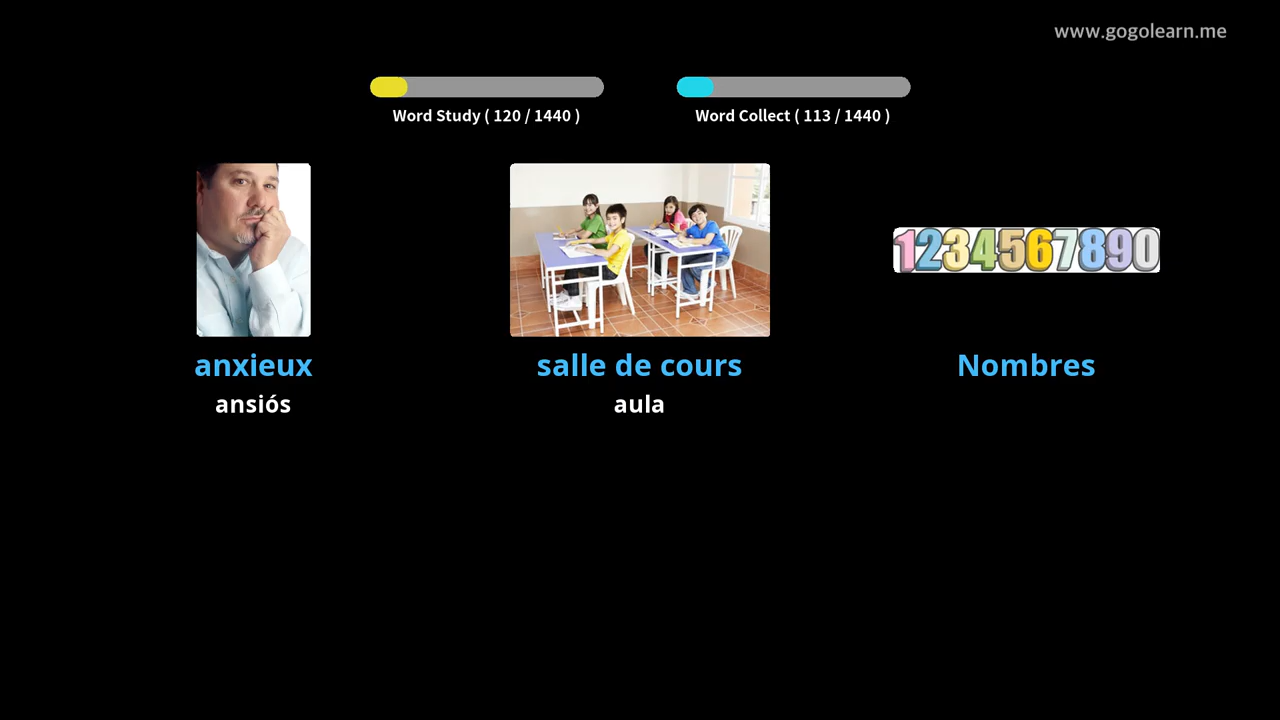 www.gogolearn.me
Word Study ( 120 / 1440 )
Word Collect ( 113 / 1440 )
1234567890
anxieux
salle de cours
Nombres
ansiós
aula